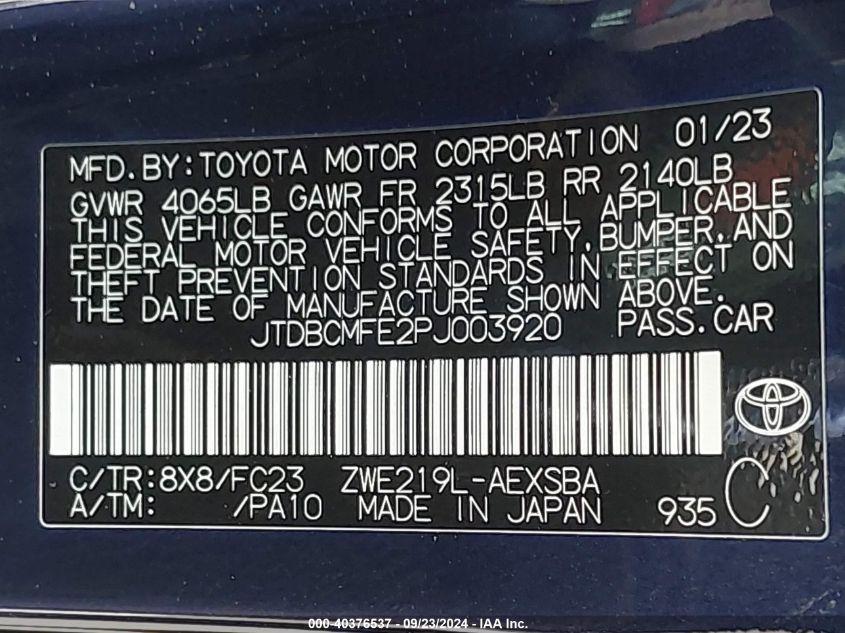 MFD.BY:TOYOTA MOTOR CORPORATION 01/23
GVWR 4065LB GAWR FR 2315LB RR 2140LB
THIS VEHICLE CONFORMS TO ALL APPLICABLE
FEDERAL MOTOR VEHICLE SAFETY,BUMPER,AND
THEFT PREVENTION STANDARDS IN EFFECT ON
THE DATE OF MANUFACTURE SHOWN ABOVE.
JTDBCMFE2PJ003920 PASS.CAR
C/TR:8X8/FC23 ZWE219L-AEXSBA
A/TM: /PA10 MADE IN JAPAN 935 C
000-40376537 - 09/23/2024 - IAA Inc.